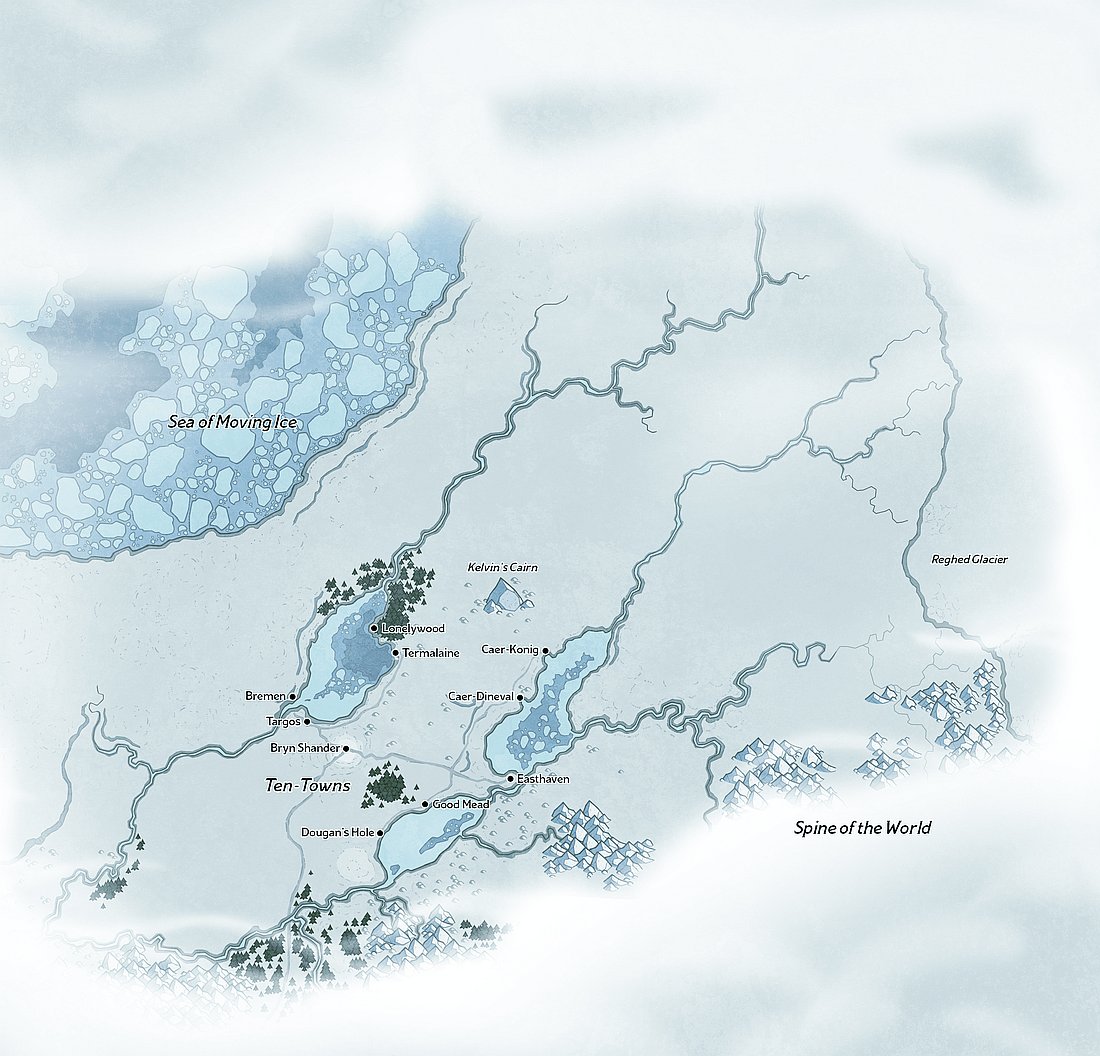 Sea of Moving Ice
Reghed Glacier
Kelvin's Cairn
Lonelywood
Caer-Konig
Termalaine
Bremen
Caer-Dineval
Targos
Bryn Shander
Easthaven
Ten-Towns
Good Mead
Spine of the World
Dougan's Hole